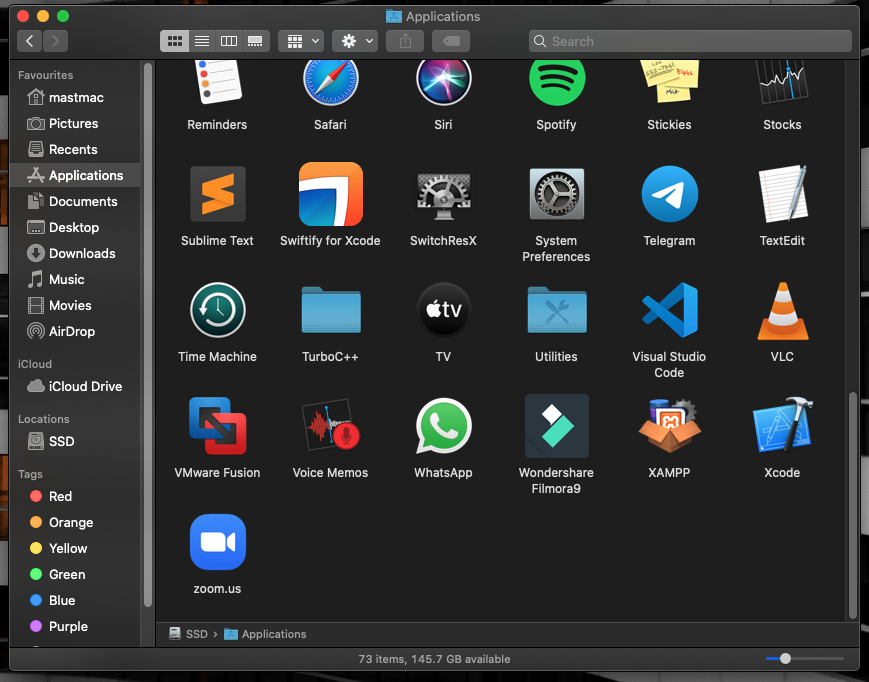 Applications
Search
Favourites
mastmac
Pictures
Recents
Applications
Documents
Desktop
Downloads
Music
Movies
AirDrop
iCloud
iCloud Drive
Locations
SSD
Tags
Red
Orange
Yellow
Green
Blue
Purple
Reminders
Safari
Siri
Spotify
Stickies
Stocks
Sublime Text
Swiftify for Xcode
SwitchResX
System
Preferences
Telegram
TextEdit
Time Machine
TurboC++
tv
TV
Utilities
Visual Studio
Code
VLC
VMware Fusion
Voice Memos
WhatsApp
Wondershare
Filmora9
XAMPP
Xcode
zoom.us
SSD › Applications
73 items, 145.7 GB available